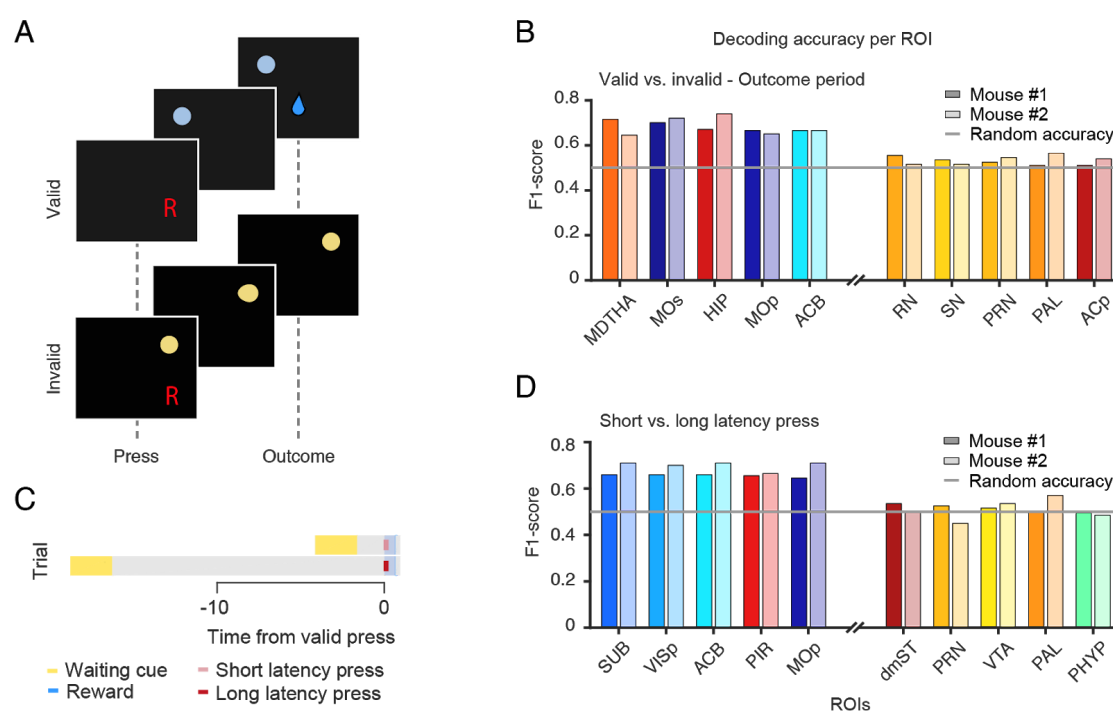 A
Valid
R
Invalid
R
Press
Outcome
B
Decoding accuracy per ROI
Valid vs. invalid - Outcome period
Mouse #1
Mouse #2
Random accuracy
F1-score
0.8
0.6
0.4
0.2
0
MDTHA
MOs
HIP
MOp
ACB
RN
SN
PRN
PAL
ACp
C
Trial
-10
0
Time from valid press
Waiting cue
Reward
Short latency press
Long latency press
D
Short vs. long latency press
Mouse #1
Mouse #2
Random accuracy
F1-score
0.8
0.6
0.4
0.2
0
SUB
VISp
ACB
PIR
MOp
dmST
PRN
VTA
PAL
PHYP
ROIs